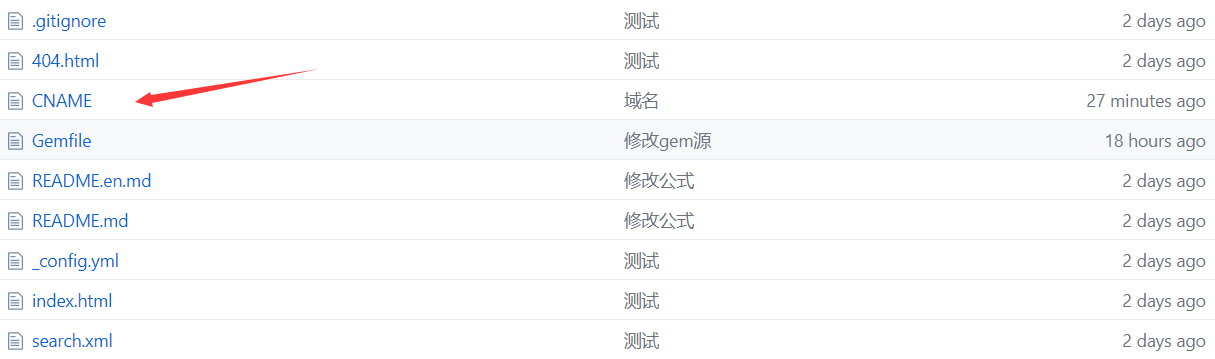 .gitignore 测试 2 days ago
404.html 测试 2 days ago
CNAME 域名 27 minutes ago
Gemfile 修改gem源 18 hours ago
README.en.md 修改公式 2 days ago
README.md 修改公式 2 days ago
_config.yml 测试 2 days ago
index.html 测试 2 days ago
search.xml 测试 2 days ago